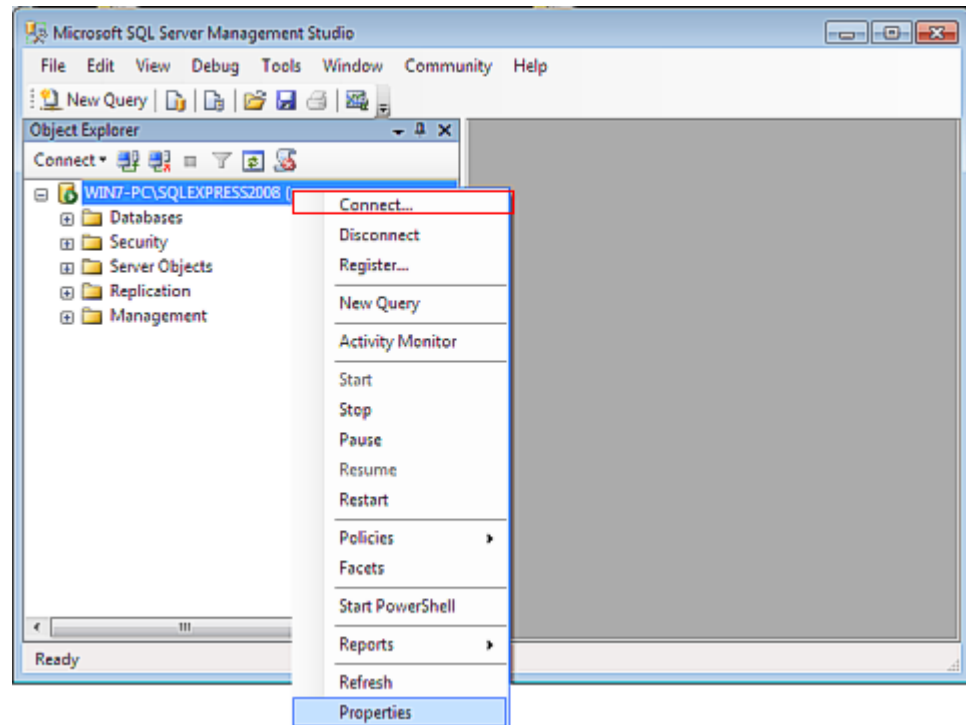 Microsoft SQL Server Management Studio
File Edit View Debug Tools Window Community Help
New Query
Object Explorer
Connect
WIN7-PC\SQLEXPRESS2008 (
Databases
Security
Server Objects
Replication
Management
Connect...
Disconnect
Register...
New Query
Activity Monitor
Start
Stop
Pause
Resume
Restart
Policies
Facets
Start PowerShell
Reports
Refresh
Properties
Ready